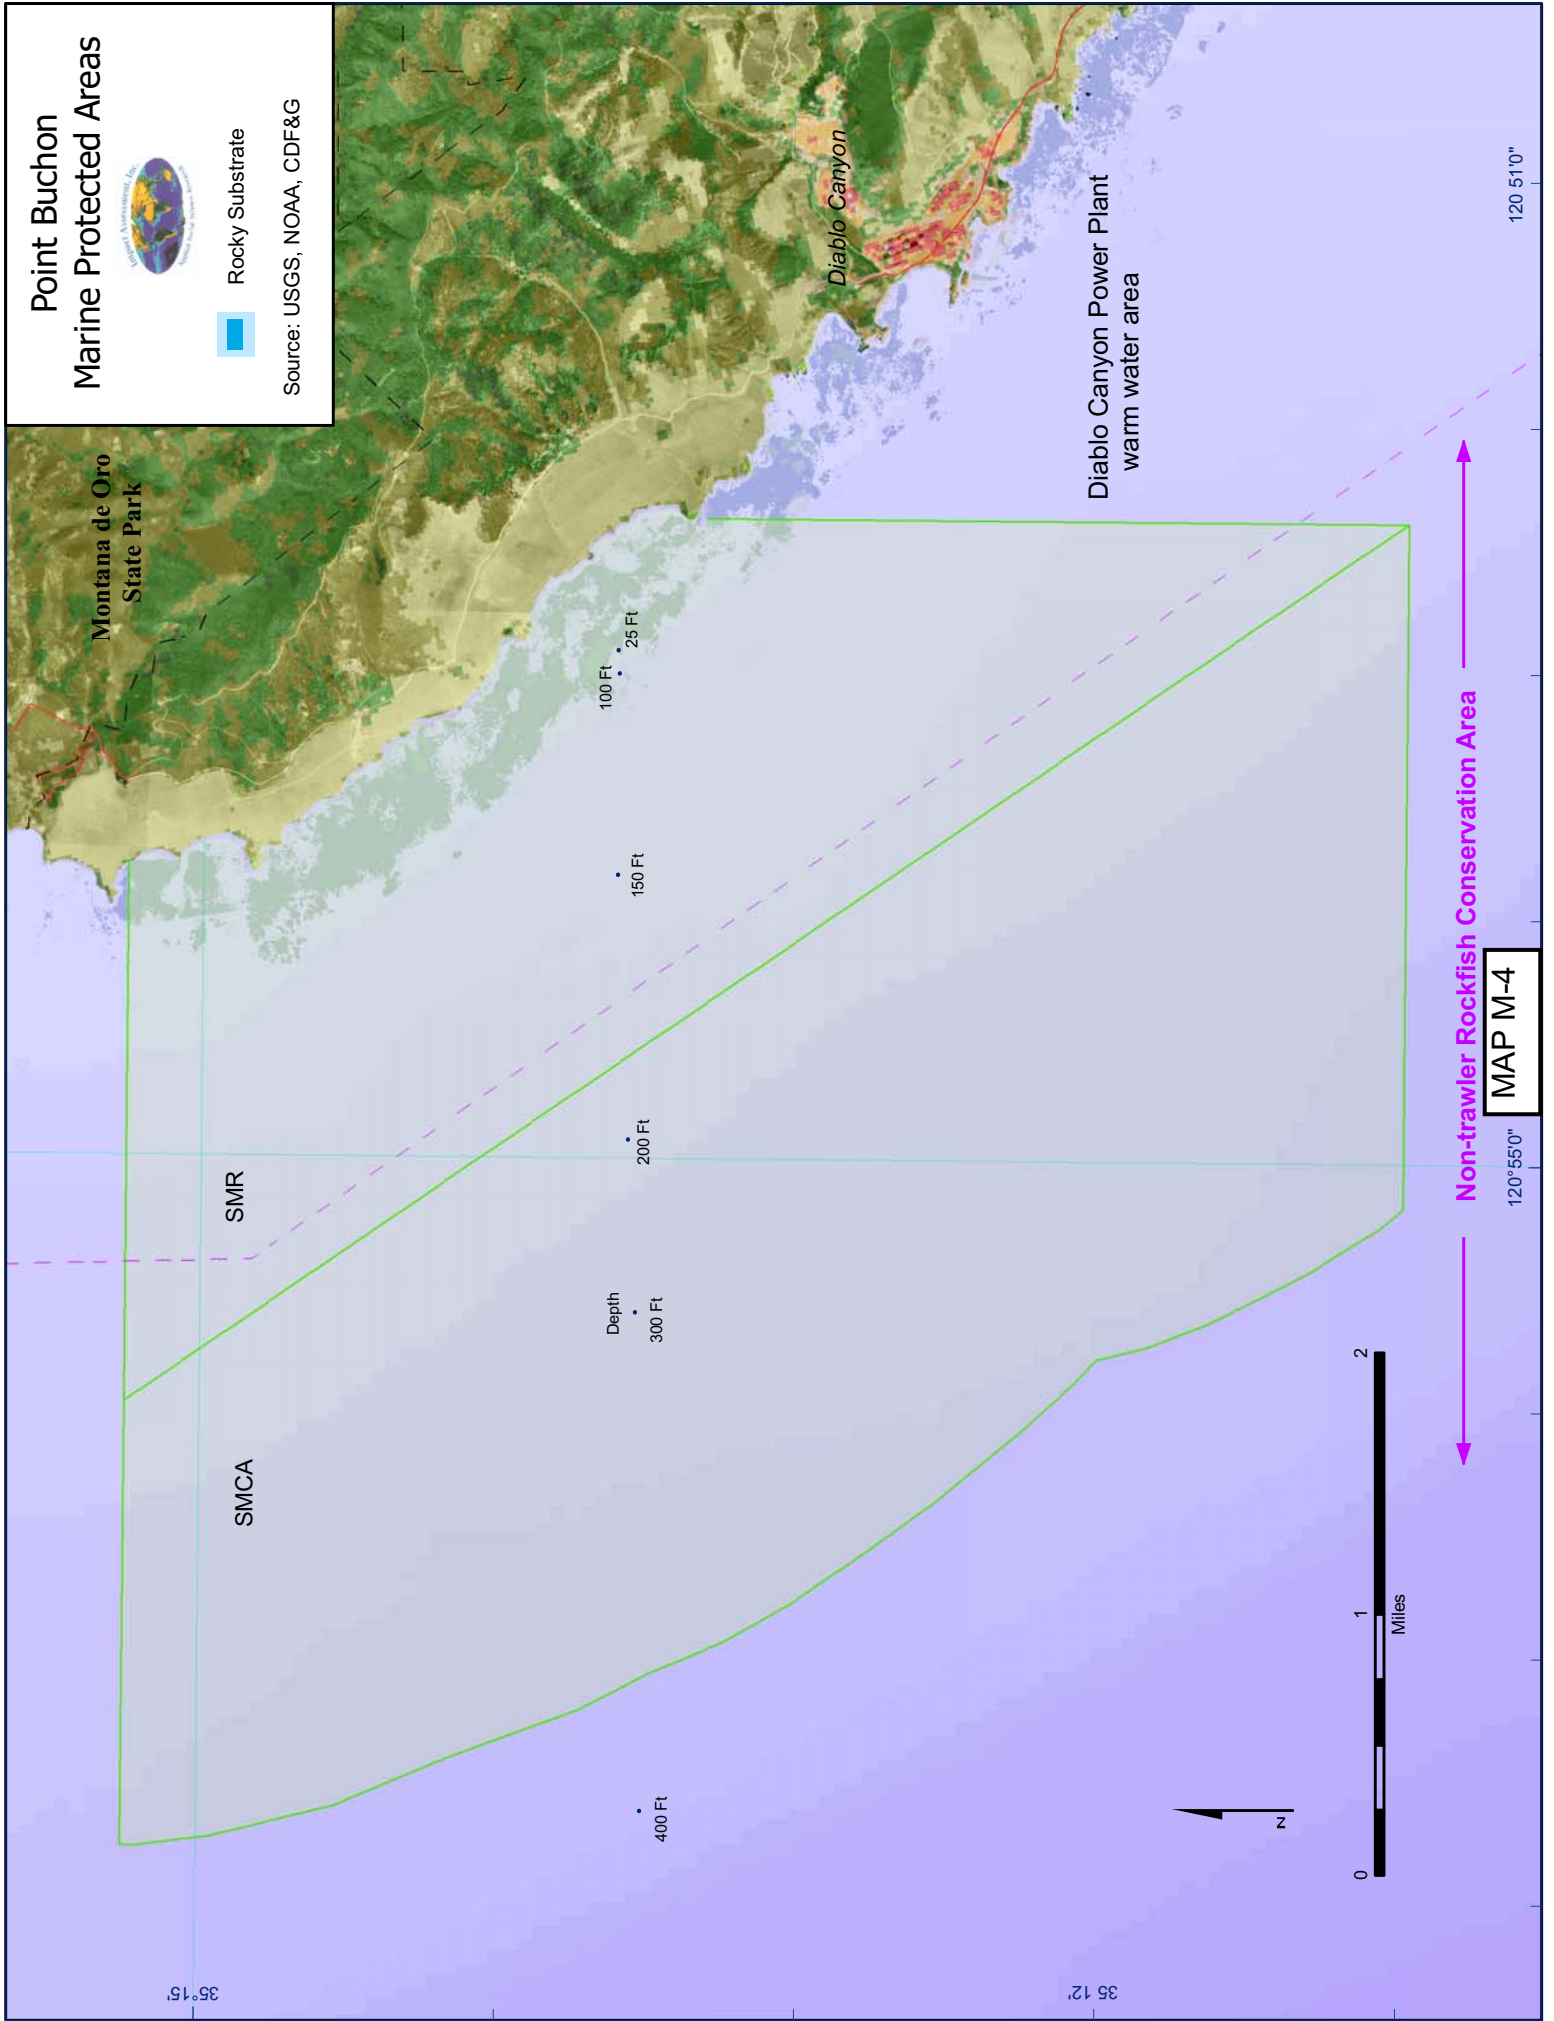 Point Buchon
Marine Protected Areas
Impact Assessment, Inc.
Rocky Substrate
Source: USGS, NOAA, CDF&G
Montana de Oro
State Park
Diablo Canyon
Diablo Canyon Power Plant
warm water area
SMCA
SMR
Depth
400 Ft
300 Ft
200 Ft
150 Ft
100 Ft
25 Ft
35°15'
35 12'
N
0
1
2
Miles
Non-trawler Rockfish Conservation Area
MAP M-4
120°55'0"
120 51'0"